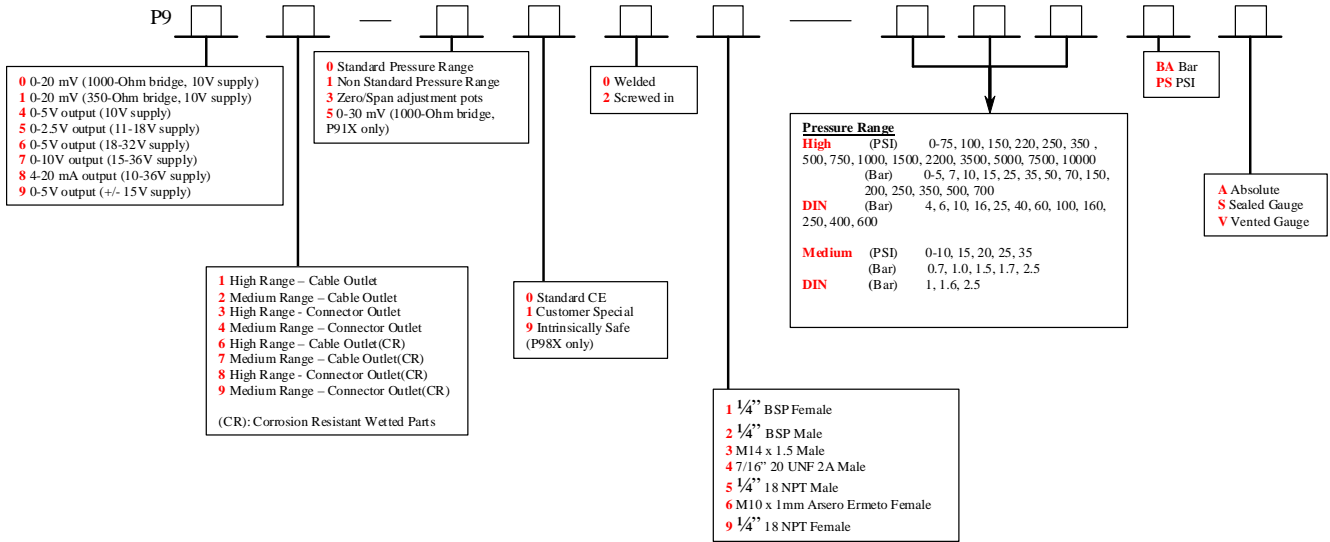 P9
0 0-20 mV (1000-Ohm bridge, 10V supply)
1 0-20 mV (350-Ohm bridge, 10V supply)
4 0-5V output (10V supply)
5 0-2.5V output (11-18V supply)
6 0-5V output (18-32V supply)
7 0-10V output (15-36V supply)
8 4-20 mA output (10-36V supply)
9 0-5V output (+/- 15V supply)
0 Standard Pressure Range
1 Non Standard Pressure Range
3 Zero/Span adjustment pots
5 0-30 mV (1000-Ohm bridge,
P91X only)
0 Welded
2 Screwed in
BA Bar
PS PSI
Pressure Range
High (PSI) 0-75, 100, 150, 220, 250, 350 ,
500, 750, 1000, 1500, 2200, 3500, 5000, 7500, 10000
(Bar) 0-5, 7, 10, 15, 25, 35, 50, 70, 150,
200, 250, 350, 500, 700
DIN (Bar) 4, 6, 10, 16, 25, 40, 60, 100, 160,
250, 400, 600
Medium (PSI) 0-10, 15, 20, 25, 35
(Bar) 0.7, 1.0, 1.5, 1.7, 2.5
DIN (Bar) 1, 1.6, 2.5
A Absolute
S Sealed Gauge
V Vented Gauge
1 High Range – Cable Outlet
2 Medium Range – Cable Outlet
3 High Range - Connector Outlet
4 Medium Range – Connector Outlet
6 High Range – Cable Outlet(CR)
7 Medium Range – Cable Outlet(CR)
8 High Range - Connector Outlet(CR)
9 Medium Range – Connector Outlet(CR)
(CR): Corrosion Resistant Wetted Parts
0 Standard CE
1 Customer Special
9 Intrinsically Safe
(P98X only)
1 ¼” BSP Female
2 ¼” BSP Male
3 M14 x 1.5 Male
4 7/16” 20 UNF 2A Male
5 ¼” 18 NPT Male
6 M10 x 1mm Arsero Ermeto Female
9 ¼” 18 NPT Female